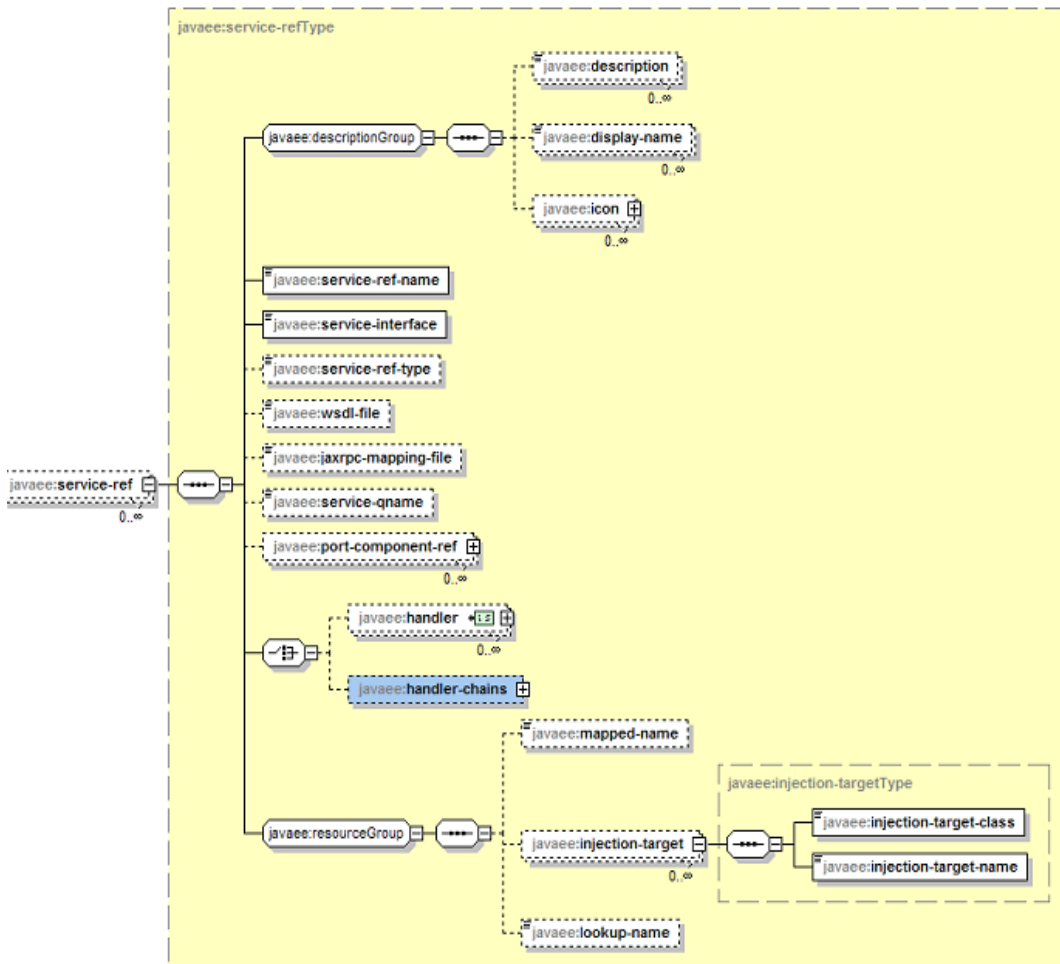 javaee:service-refType
javaee:description
0..∞
javaee:descriptionGroup
javaee:display-name
0..∞
javaee:icon
0..∞
javaee:service-ref-name
javaee:service-interface
javaee:service-ref-type
javaee:wsdl-file
javaee:jaxrpc-mapping-file
javaee:service-ref
0..∞
javaee:service-qname
javaee:port-component-ref
0..∞
javaee:handler
0..∞
javaee:handler-chains
javaee:mapped-name
javaee:injection-targetType
javaee:injection-target-class
javaee:resourceGroup
javaee:injection-target
0..∞
javaee:injection-target-name
javaee:lookup-name